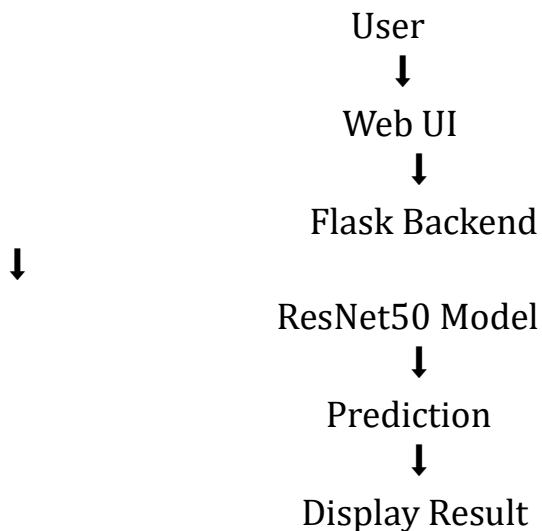 User
⬇
Web UI
⬇
Flask Backend
⬇
ResNet50 Model
⬇
Prediction
⬇
Display Result